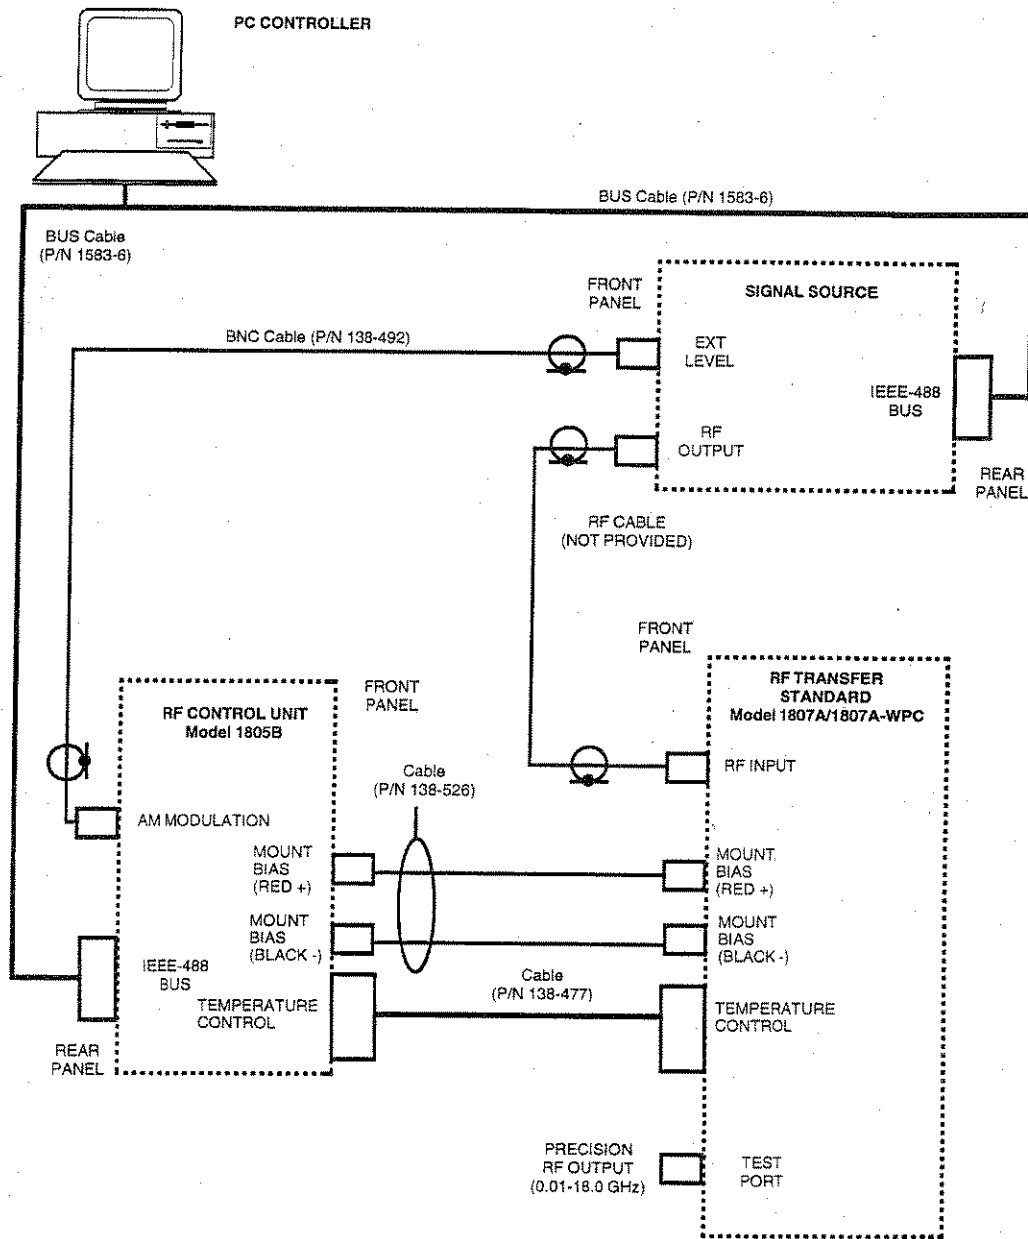 PC CONTROLLER
BUS Cable (P/N 1583-6)
BUS Cable
(P/N 1583-6)
FRONT
PANEL
SIGNAL SOURCE
BNC Cable (P/N 138-492)
EXT
LEVEL
IEEE-488
BUS
RF
OUTPUT
REAR
PANEL
RF CABLE
(NOT PROVIDED)
FRONT
PANEL
RF TRANSFER
STANDARD
Model 1807A/1807A-WPC
FRONT
PANEL
RF CONTROL UNIT
Model 1805B
RF INPUT
Cable
(P/N 138-526)
AM MODULATION
MOUNT
BIAS
(RED +)
MOUNT
BIAS
(RED +)
MOUNT
BIAS
(BLACK -)
MOUNT
BIAS
(BLACK -)
IEEE-488
BUS
Cable
(P/N 138-477)
TEMPERATURE
CONTROL
TEMPERATURE
CONTROL
REAR
PANEL
PRECISION
RF OUTPUT
(0.01-18.0 GHz)
TEST
PORT